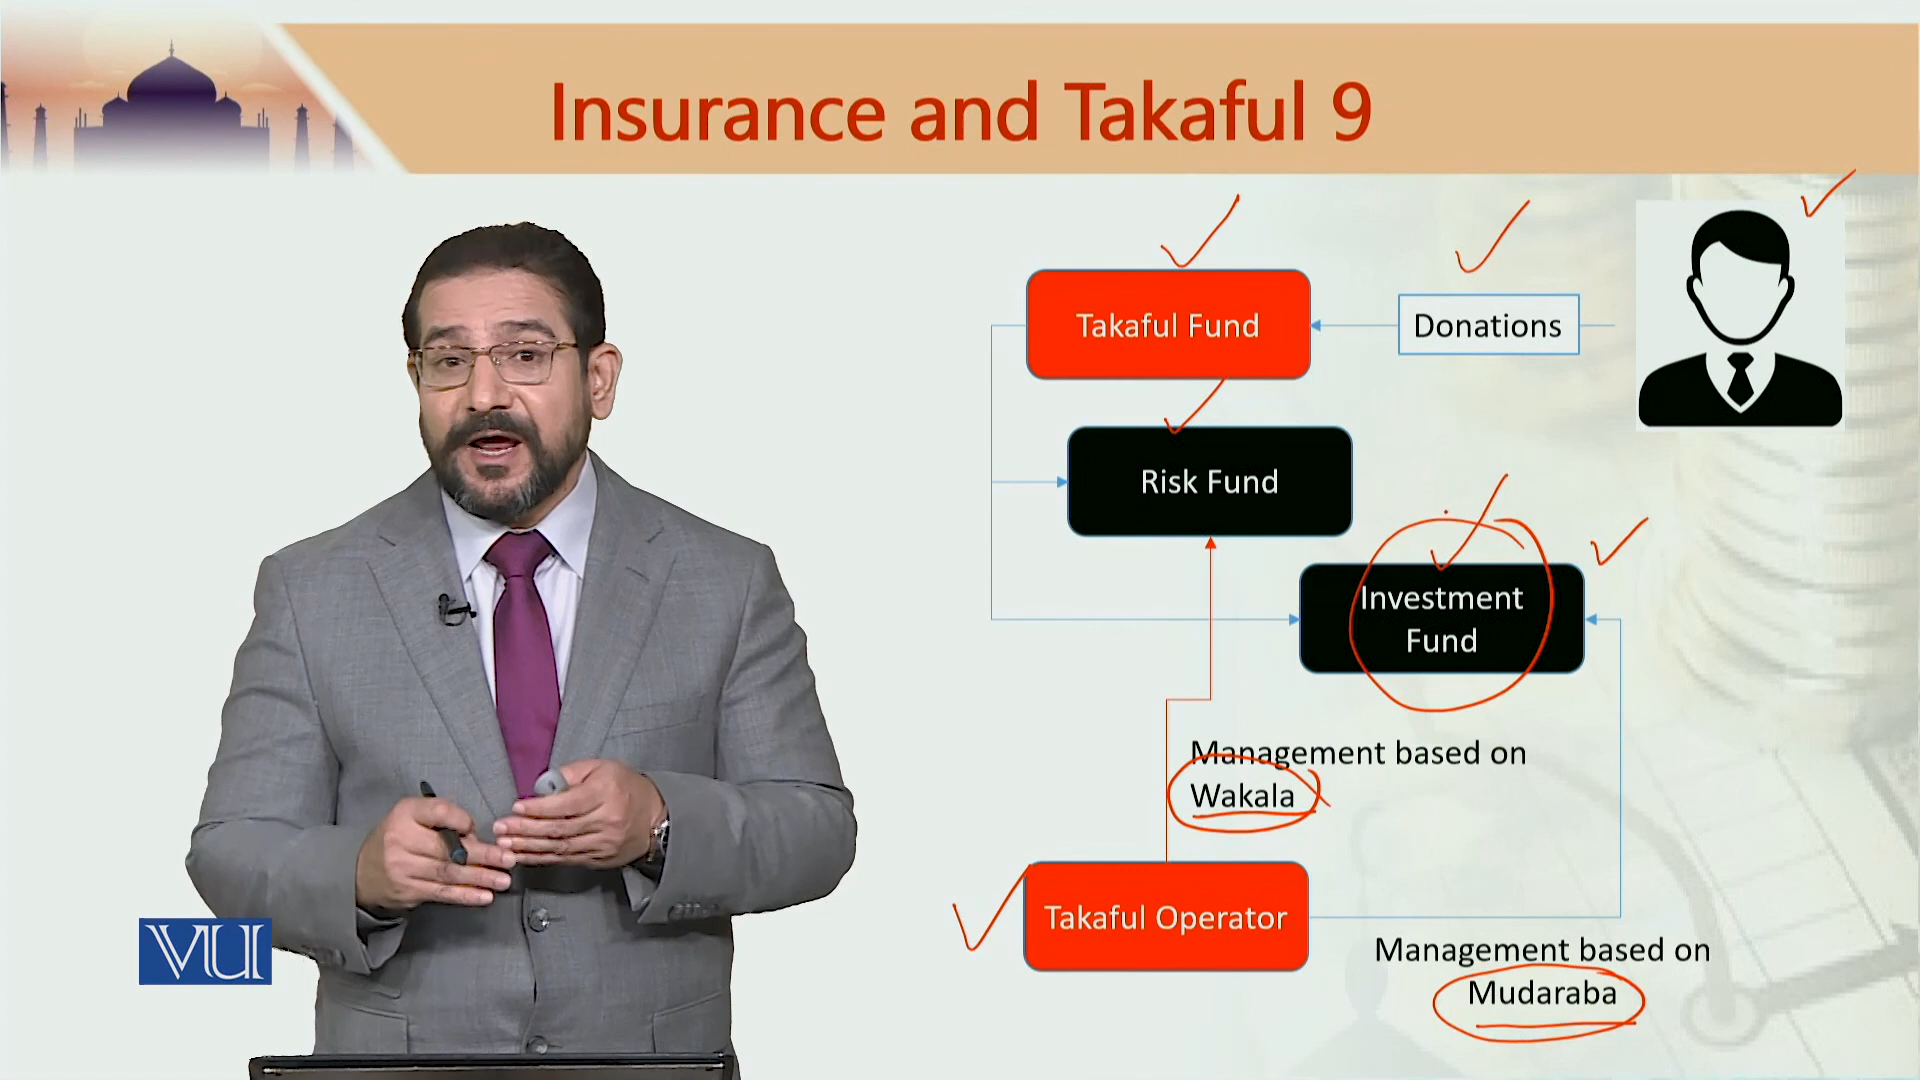 Insurance and Takaful 9
Takaful Fund
Donations
Risk Fund
Investment
Fund
Management based on
Wakala
Takaful Operator
Management based on
Mudaraba
VU